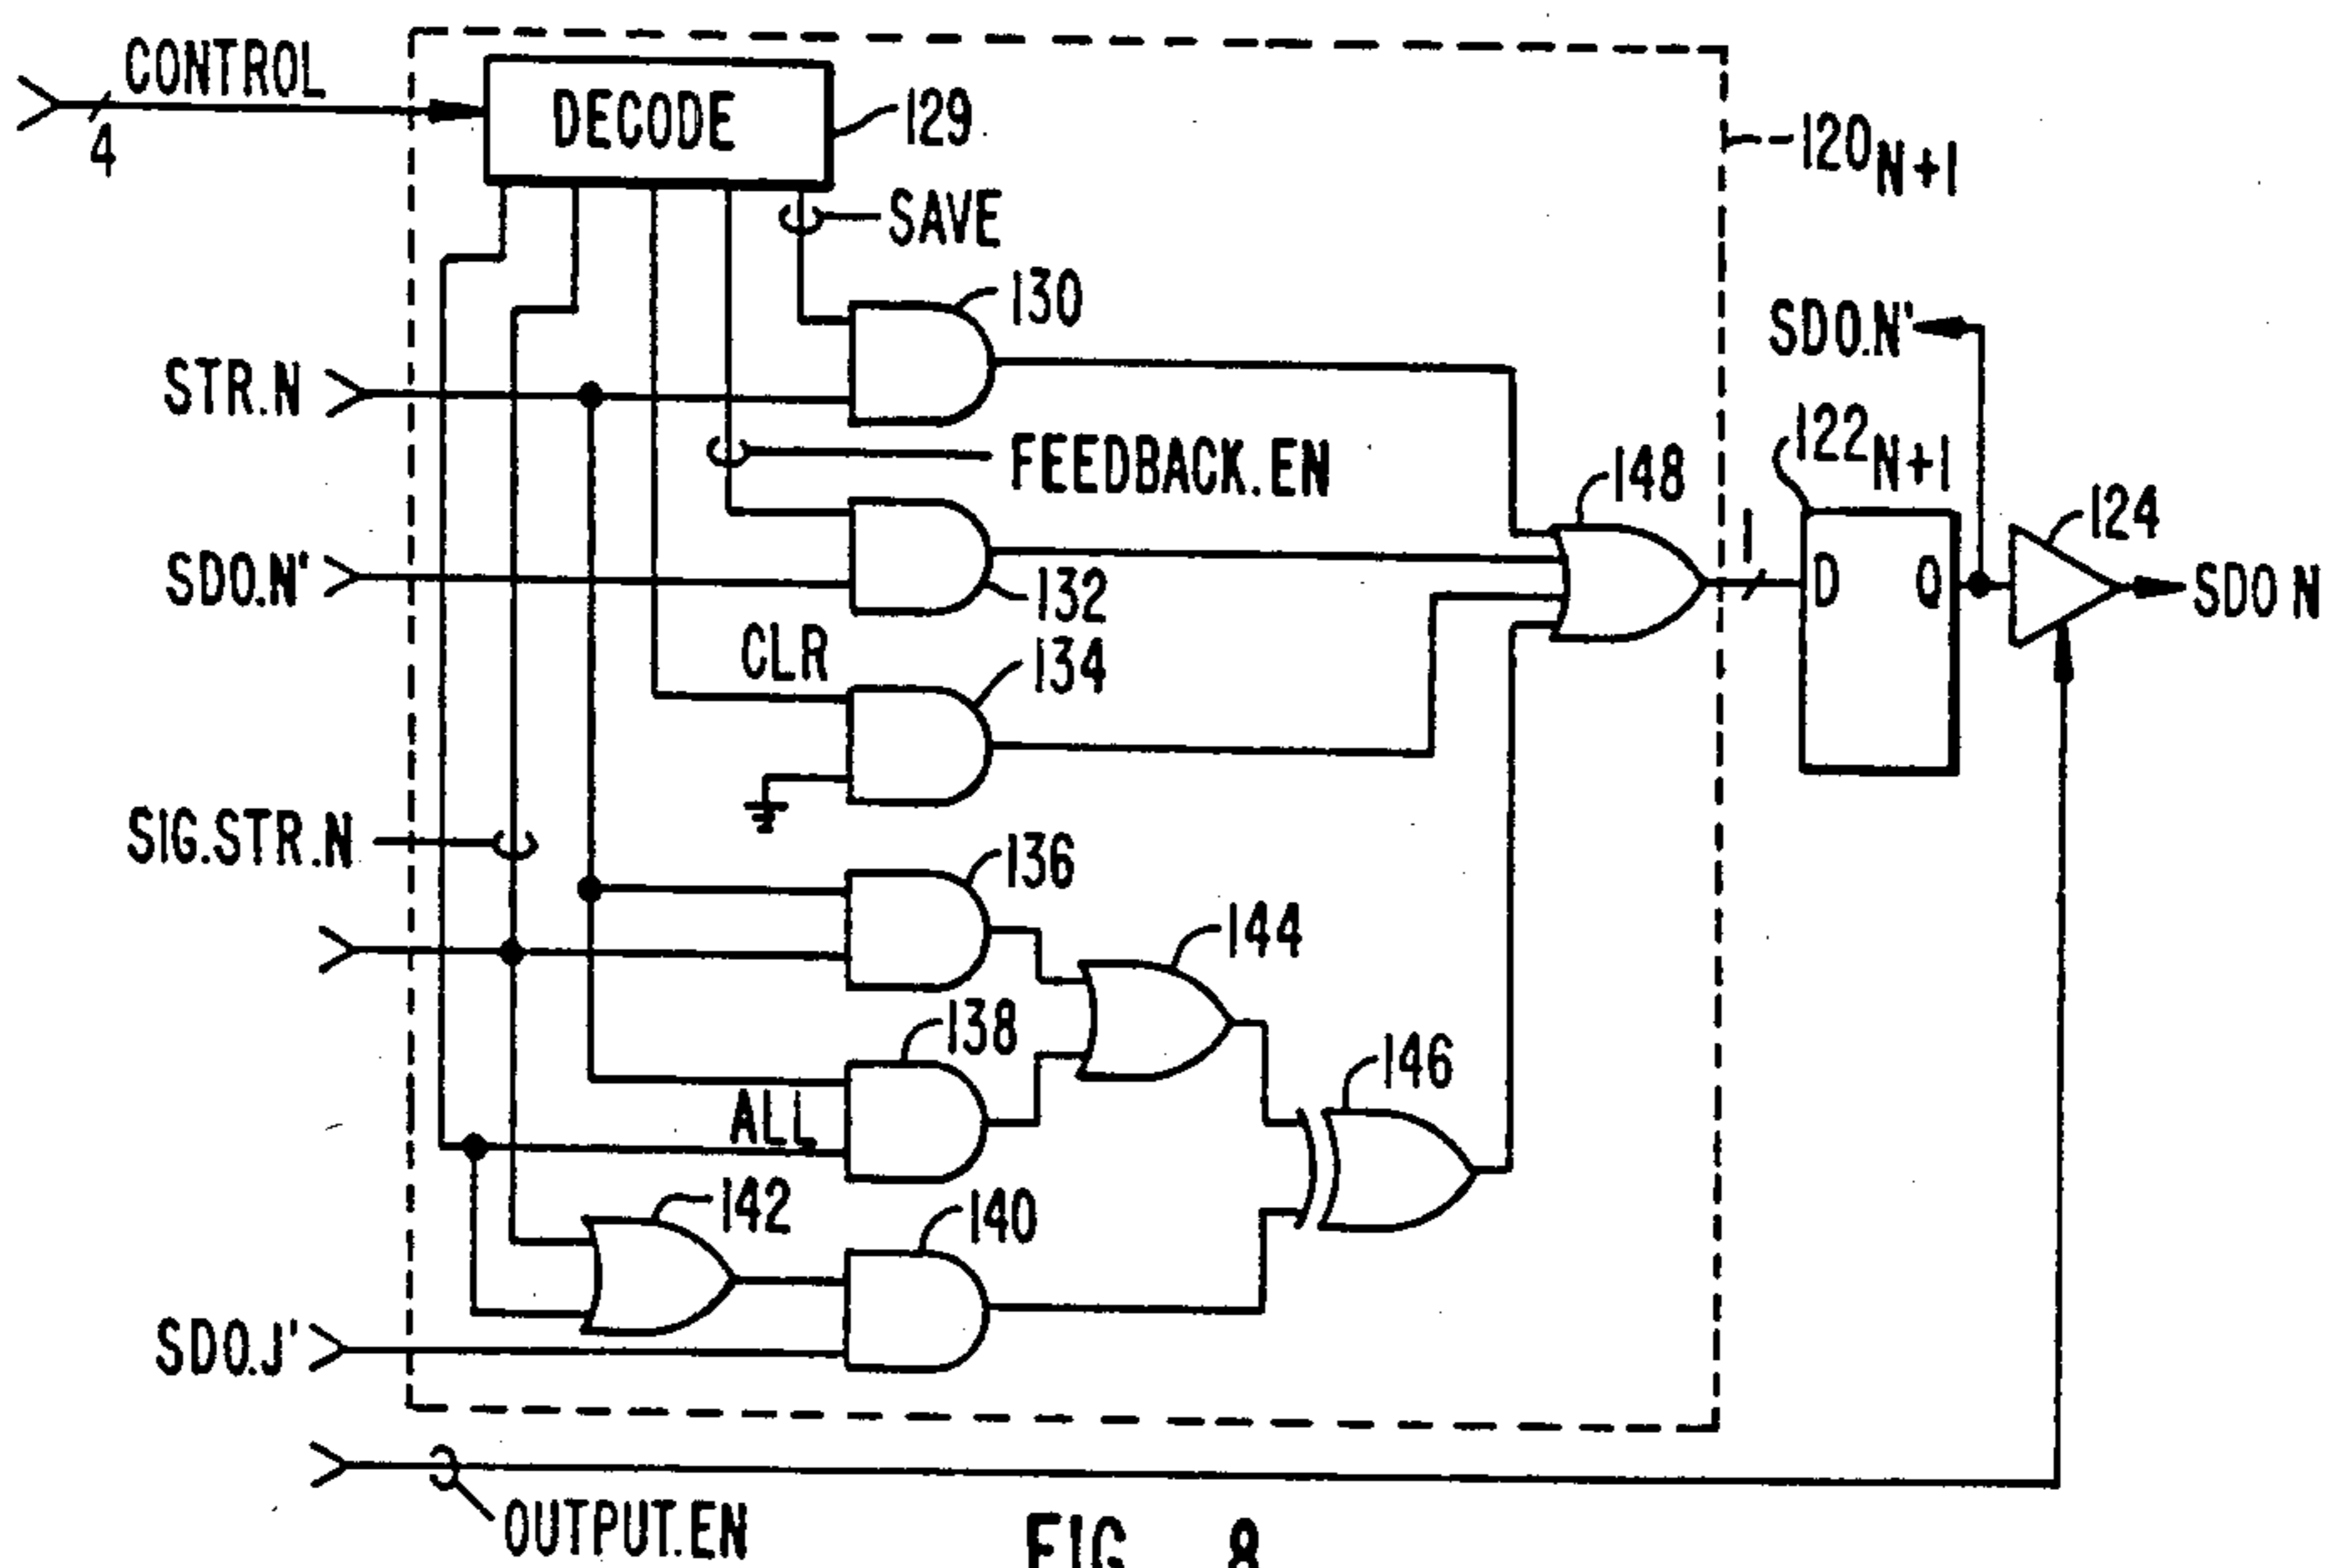 CONTROL
4
DECODE
129
120N+1
SAVE
130
STR.N
SDO.N'
FEEDBACK.EN
122N+1
148
1
124
SDO.N'
132
D
Q
SDO N
CLR
134
SIG.STR.N
136
144
138
146
ALL
142
140
SDO.J'
OUTPUT.EN
FIG. 8